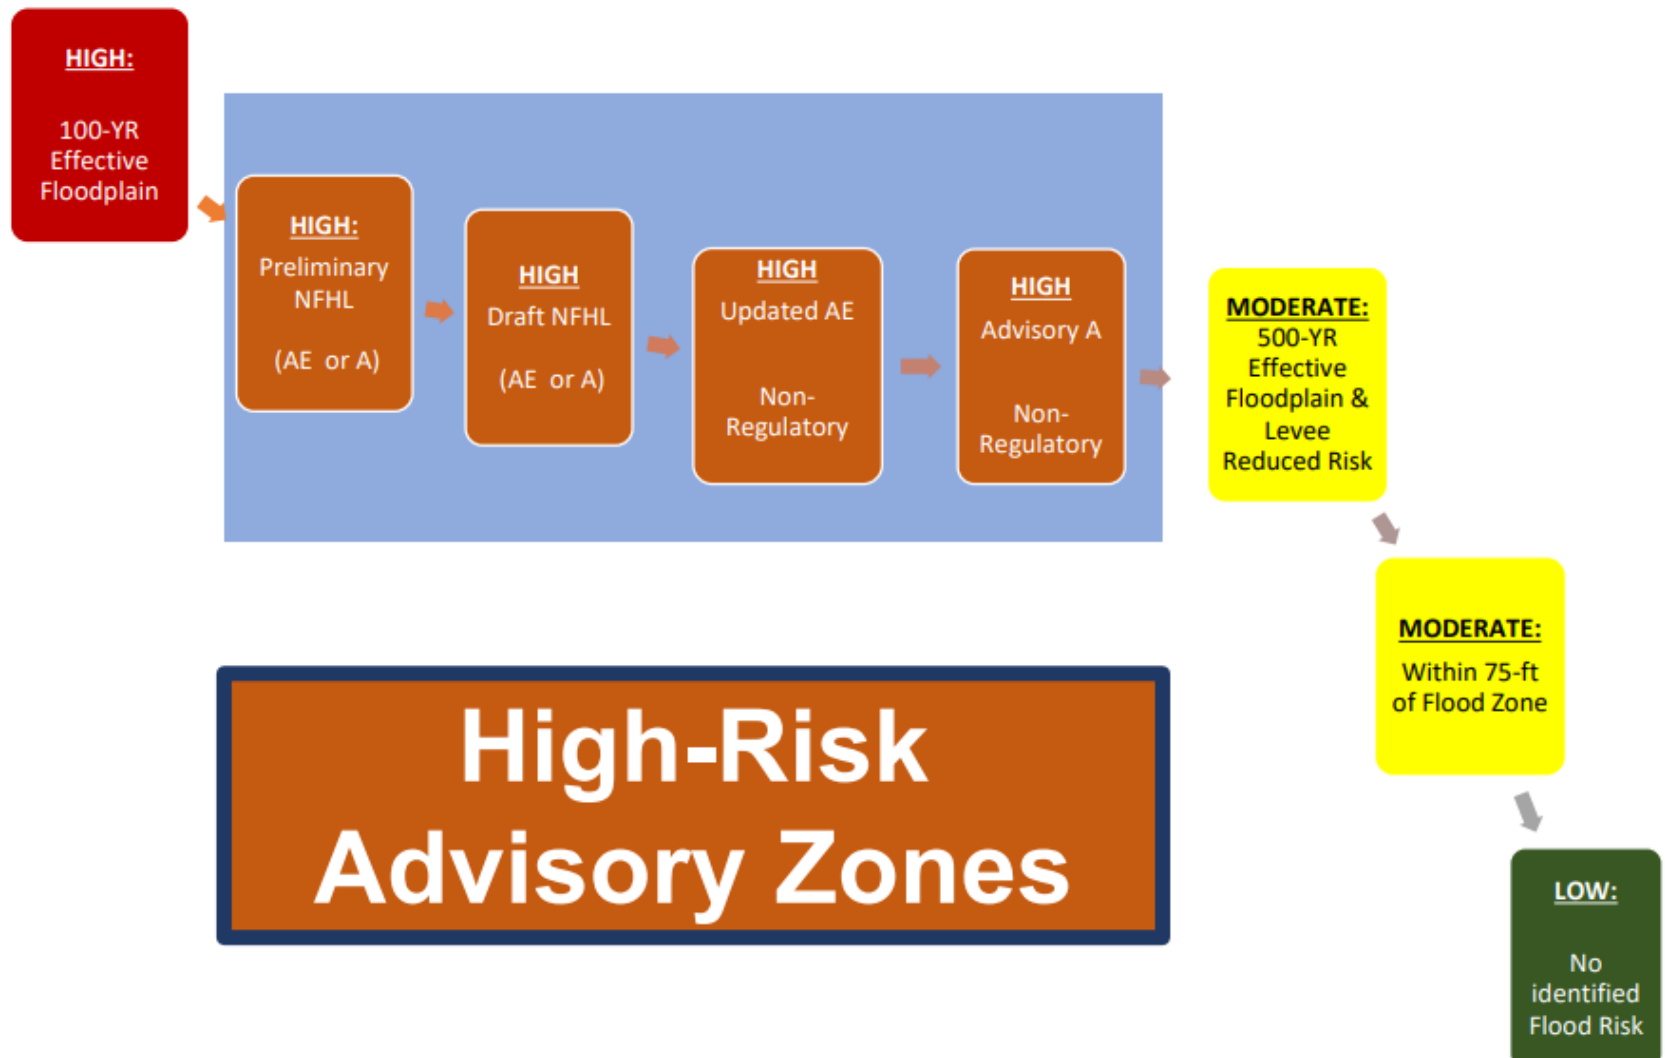 HIGH:
100-YR
Effective
Floodplain
HIGH:
Preliminary
NFHL
(AE or A)
HIGH
Draft NFHL
(AE or A)
HIGH
Updated AE
Non-
Regulatory
HIGH
Advisory A
Non-
Regulatory
MODERATE:
500-YR
Effective
Floodplain &
Levee
Reduced Risk
MODERATE:
Within 75-ft
of Flood Zone
LOW:
No
identified
Flood Risk
High-Risk
Advisory Zones